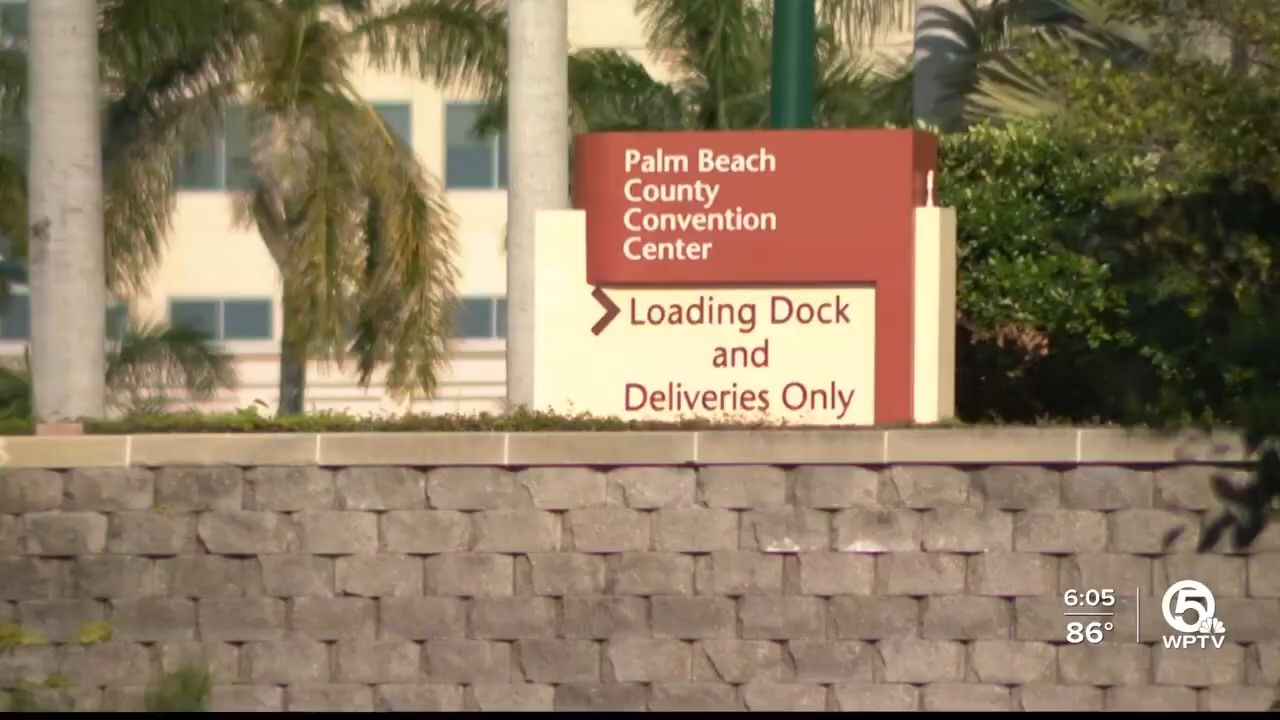 Palm Beach
County
Convention
Center
Loading Dock
and
Deliveries Only
6:05
86°
5
WPTV